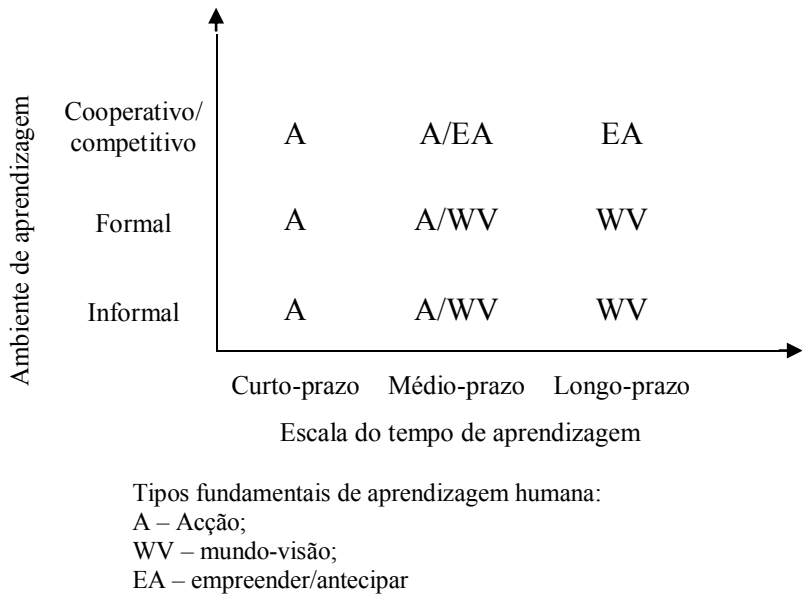 Ambiente de aprendizagem
Cooperativo/
competitivo
A
A/EA
EA
Formal
A
A/WV
WV
Informal
A
A/WV
WV
Curto-prazo
Médio-prazo
Longo-prazo
Escala do tempo de aprendizagem
Tipos fundamentais de aprendizagem humana:
A – Acção;
WV – mundo-visão;
EA – empreender/antecipar